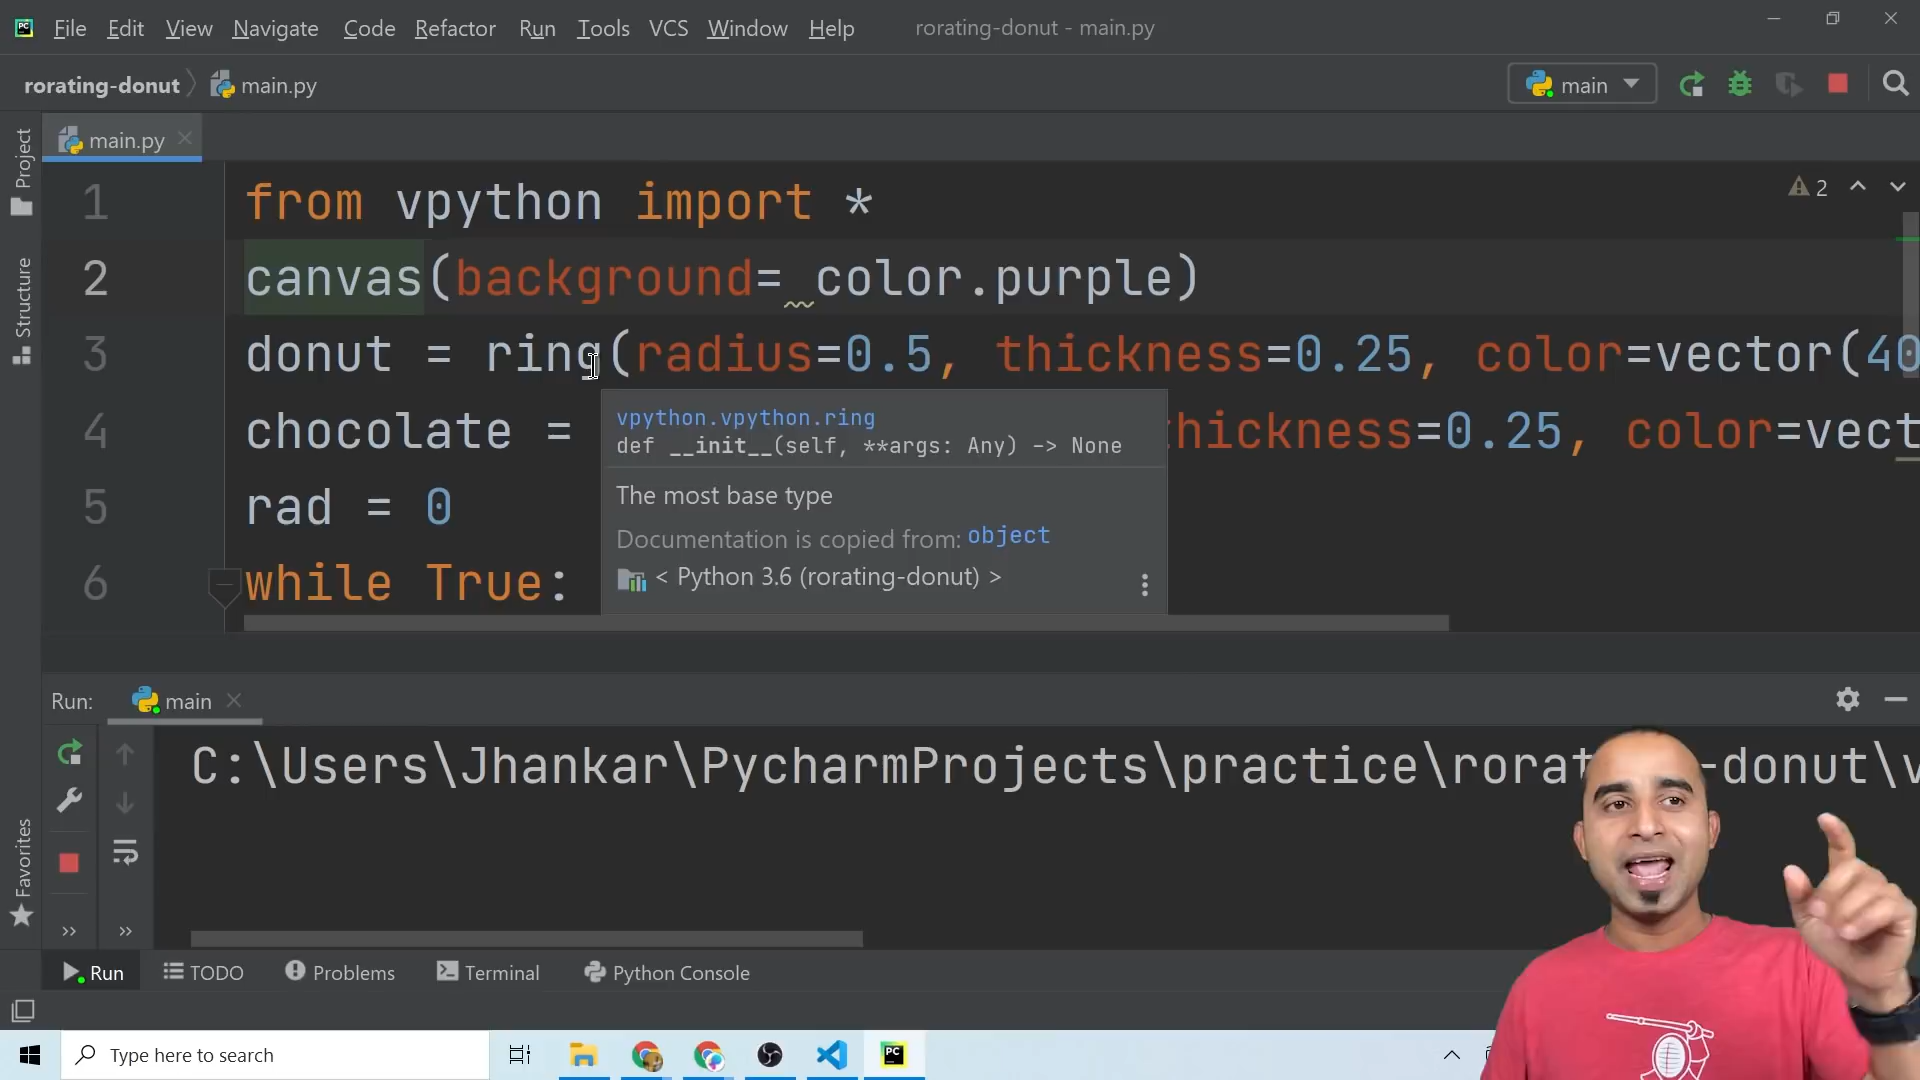 File Edit View Navigate Code Refactor Run Tools VCS Window Help rorating-donut - main.py
rorating-donut main.py main
Project
Structure
Favorites
main.py
2
1 from vpython import *
2 canvas(background= color.purple)
3 donut = ring(radius=0.5, thickness=0.25, color=vector(40
4 chocolate = hickness=0.25, color=vect
5 rad = 0
6 while True:
vpython.vpython.ring
def __init__(self, **args: Any) -> None
The most base type
Documentation is copied from: object
< Python 3.6 (rorating-donut) >
Run: main
C:\Users\Jhankar\PycharmProjects\practice\rorat -donut\v
Run TODO Problems Terminal Python Console
Type here to search
PC